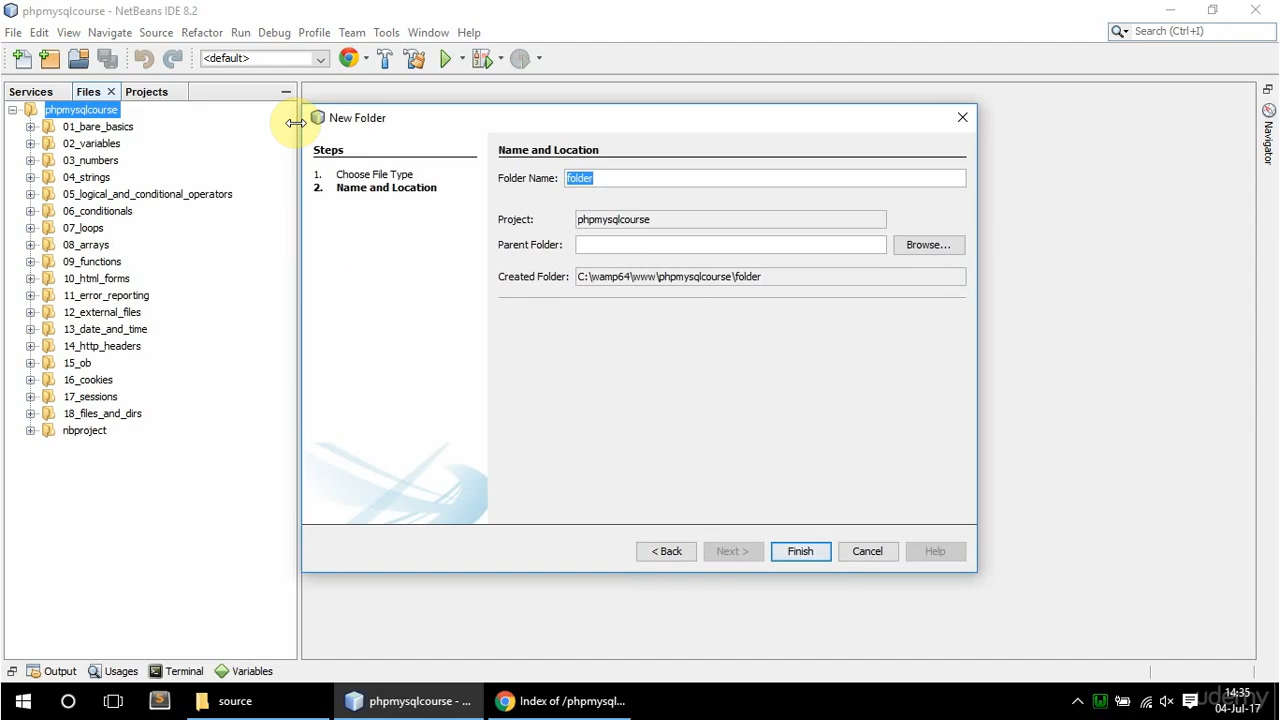 phpmysqlcourse - NetBeans IDE 8.2
File Edit View Navigate Source Refactor Run Debug Profile Team Tools Window Help
Search (Ctrl+I)
<default>
Services Files Projects
phpmysqlcourse
01_bare_basics
02_variables
03_numbers
04_strings
05_logical_and_conditional_operators
06_conditionals
07_loops
08_arrays
09_functions
10_html_forms
11_error_reporting
12_external_files
13_date_and_time
14_http_headers
15_ob
16_cookies
17_sessions
18_files_and_dirs
nbproject
New Folder
Steps
1. Choose File Type
2. Name and Location
Name and Location
Folder Name: folder
Project: phpmysqlcourse
Parent Folder:
Browse...
Created Folder: C:\wamp64\www\phpmysqlcourse\folder
< Back Next > Finish Cancel Help
Navigator
Output Usages Terminal Variables
source
phpmysqlcourse - ...
Index of /phpmysql...
14:35
04-Jul-17
udemy